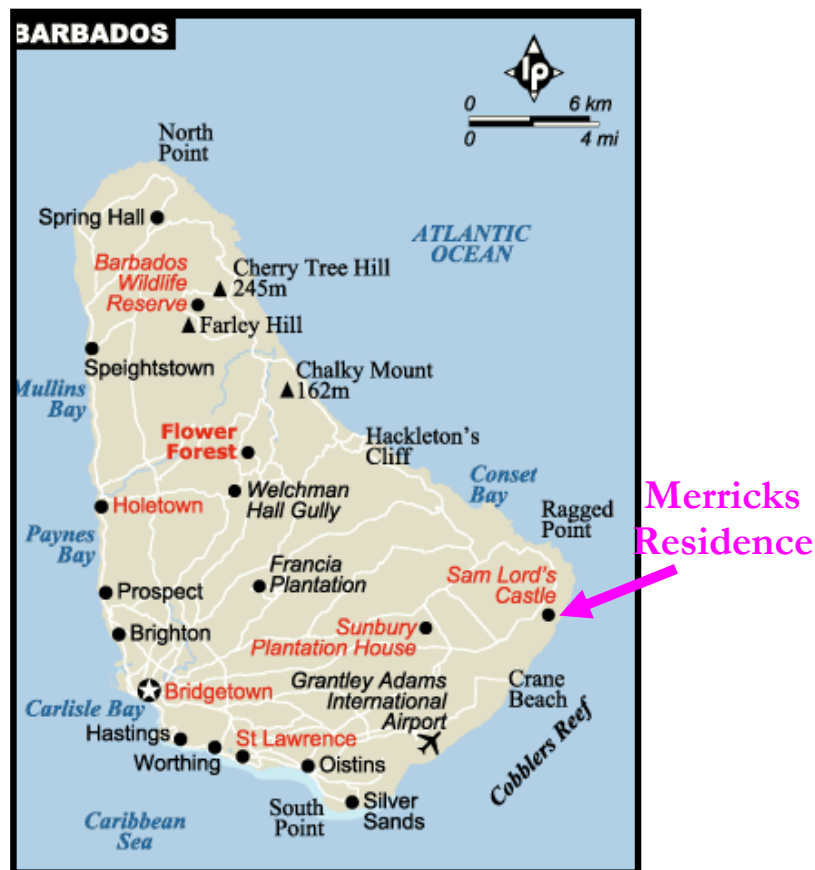 BARBADOS
lp
0 6 km
0 4 mi
North
Point
Spring Hall
ATLANTIC
OCEAN
Barbados
Wildlife
Reserve
Cherry Tree Hill
245m
Farley Hill
Speightstown
Mullins
Bay
Chalky Mount
162m
Flower
Forest
Hackleton's
Cliff
Welchman
Hall Gully
Conset
Bay
Holetown
Ragged
Point
Merricks
Residence
Paynes
Bay
Francia
Plantation
Sam Lord's
Castle
Prospect
Brighton
Sunbury
Plantation House
Bridgetown
Grantley Adams
International
Airport
Crane
Beach
Carlisle Bay
Hastings
St Lawrence
Worthing
Oistins
Cobblers Reef
South
Point
Silver
Sands
Caribbean
Sea